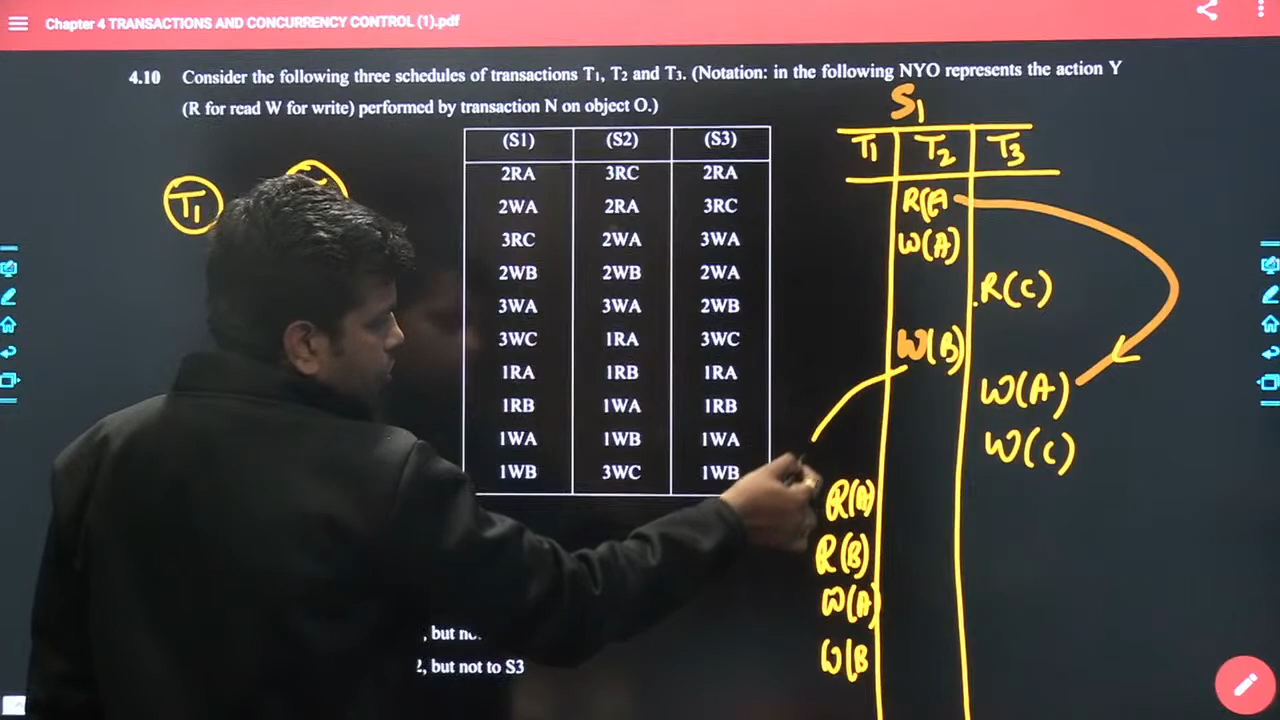 Chapter 4 TRANSACTIONS AND CONCURRENCY CONTROL (1).pdf
4.10 Consider the following three schedules of transactions T1, T2 and T3. (Notation: in the following NYO represents the action Y
(R for read W for write) performed by transaction N on object O.)
(S1) (S2) (S3)
2RA 3RC 2RA
2WA 2RA 3RC
3RC 2WA 3WA
2WB 2WB 2WA
3WA 3WA 2WB
3WC 1RA 3WC
1RA 1RB 1RA
1RB 1WA 1RB
1WA 1WB 1WA
1WB 3WC 1WB
, but not to S3
T1
S1
T1 T2 T3
R(A
W(A)
R(C)
W(B)
W(A)
W(C)
R(A)
R(B)
W(A)
W(B